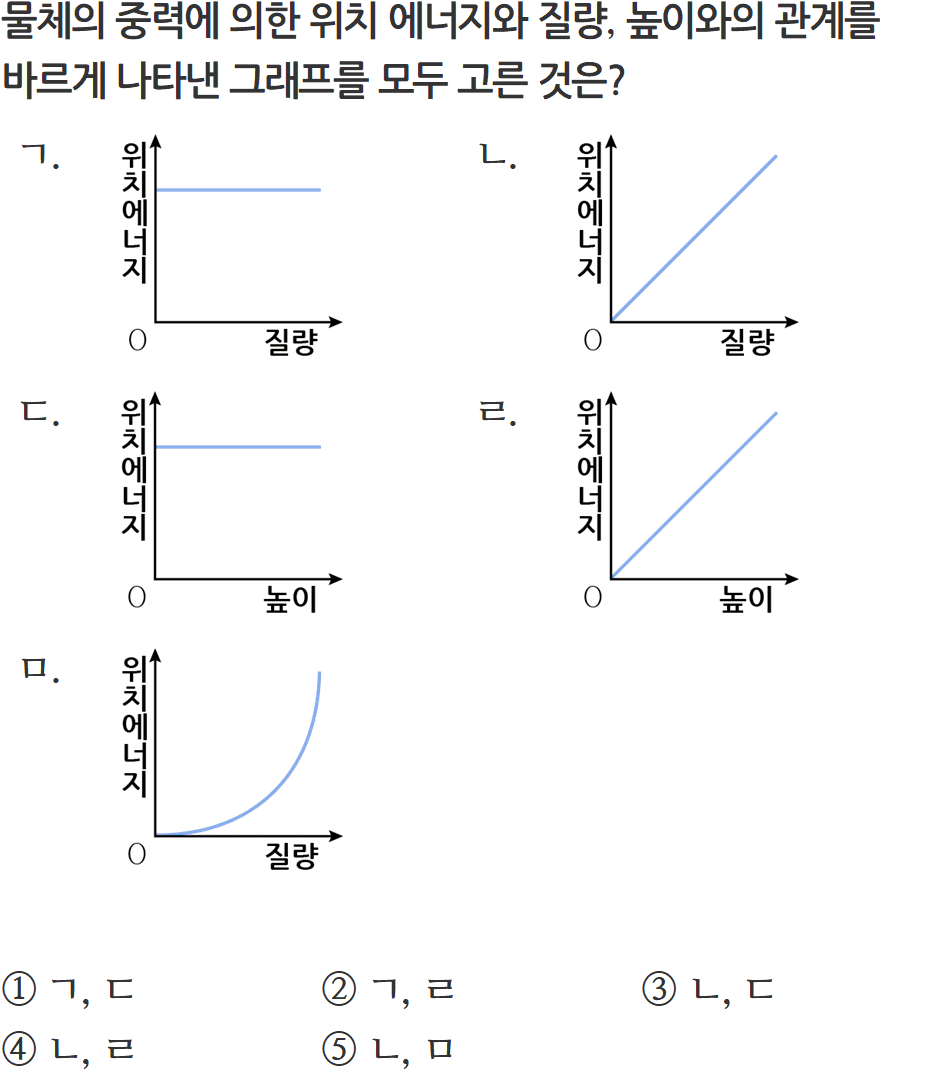 물체의 중력에 의한 위치 에너지와 질량, 높이와의 관계를
바르게 나타낸 그래프를 모두 고른 것은?
ㄱ.
위치에너지
O
질량
ㄴ.
위치에너지
O
질량
ㄷ.
위치에너지
O
높이
ㄹ.
위치에너지
O
높이
ㅁ.
위치에너지
O
질량
① ㄱ, ㄷ ② ㄱ, ㄹ ③ ㄴ, ㄷ
④ ㄴ, ㄹ ⑤ ㄴ, ㅁ